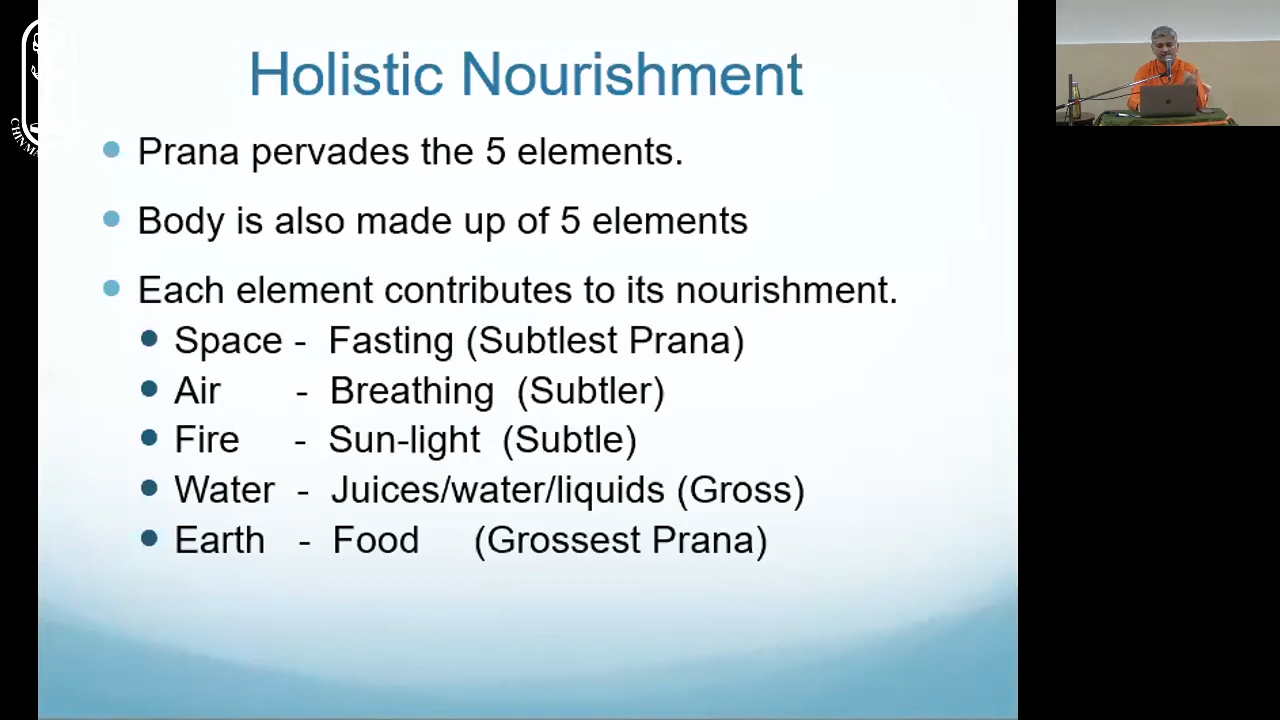 Holistic Nourishment
Prana pervades the 5 elements.
Body is also made up of 5 elements
Each element contributes to its nourishment.
Space - Fasting (Subtlest Prana)
Air - Breathing (Subtler)
Fire - Sun-light (Subtle)
Water - Juices/water/liquids (Gross)
Earth - Food (Grossest Prana)